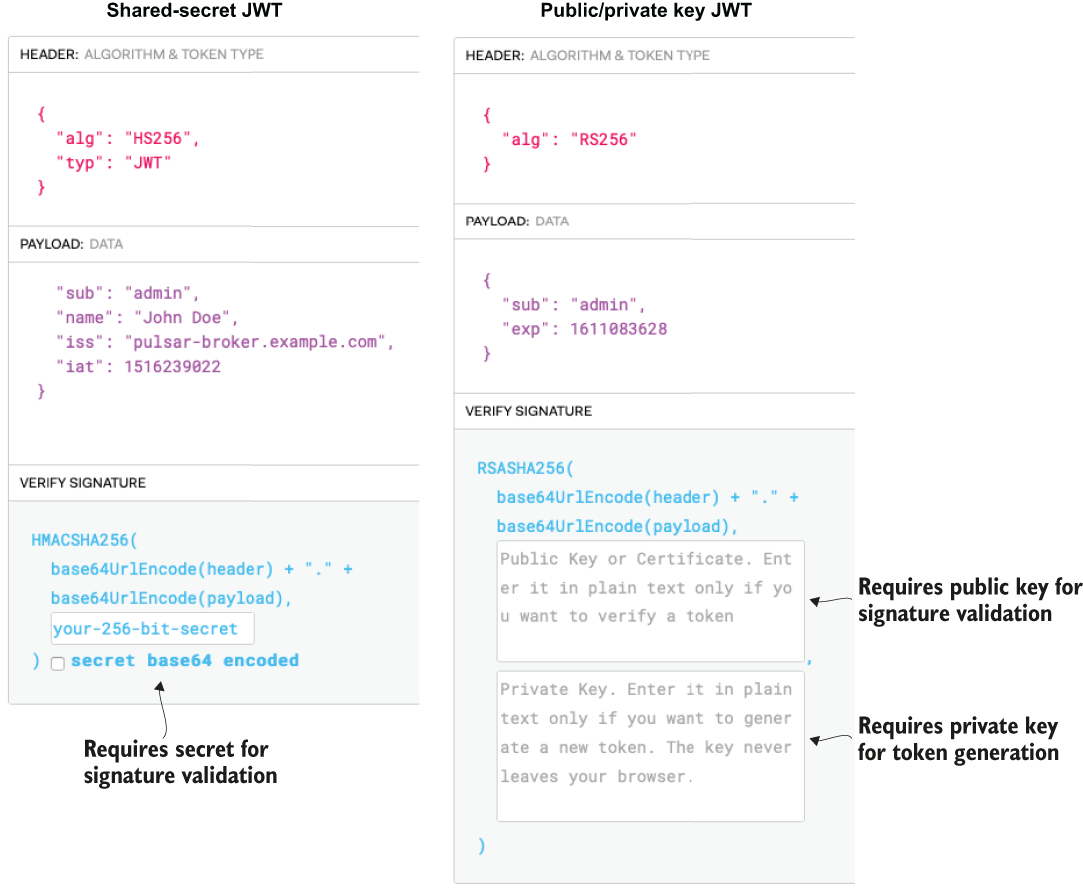 Shared-secret JWT
HEADER: ALGORITHM & TOKEN TYPE
{
"alg": "HS256",
"typ": "JWT"
}
PAYLOAD: DATA
"sub": "admin",
"name": "John Doe",
"iss": "pulsar-broker.example.com",
"iat": 1516239022
}
VERIFY SIGNATURE
HMACSHA256(
base64UrlEncode(header) + "." +
base64UrlEncode(payload),
your-256-bit-secret
) secret base64 encoded
Requires secret for
signature validation
Public/private key JWT
HEADER: ALGORITHM & TOKEN TYPE
{
"alg": "RS256"
}
PAYLOAD: DATA
{
"sub": "admin",
"exp": 1611083628
}
VERIFY SIGNATURE
RSASHA256(
base64UrlEncode(header) + "." +
base64UrlEncode(payload),
Public Key or Certificate. Ent
er it in plain text only if yo
u want to verify a token
,
Private Key. Enter it in plain
text only if you want to gener
ate a new token. The key never
leaves your browser.
)
Requires public key for
signature validation
Requires private key
for token generation